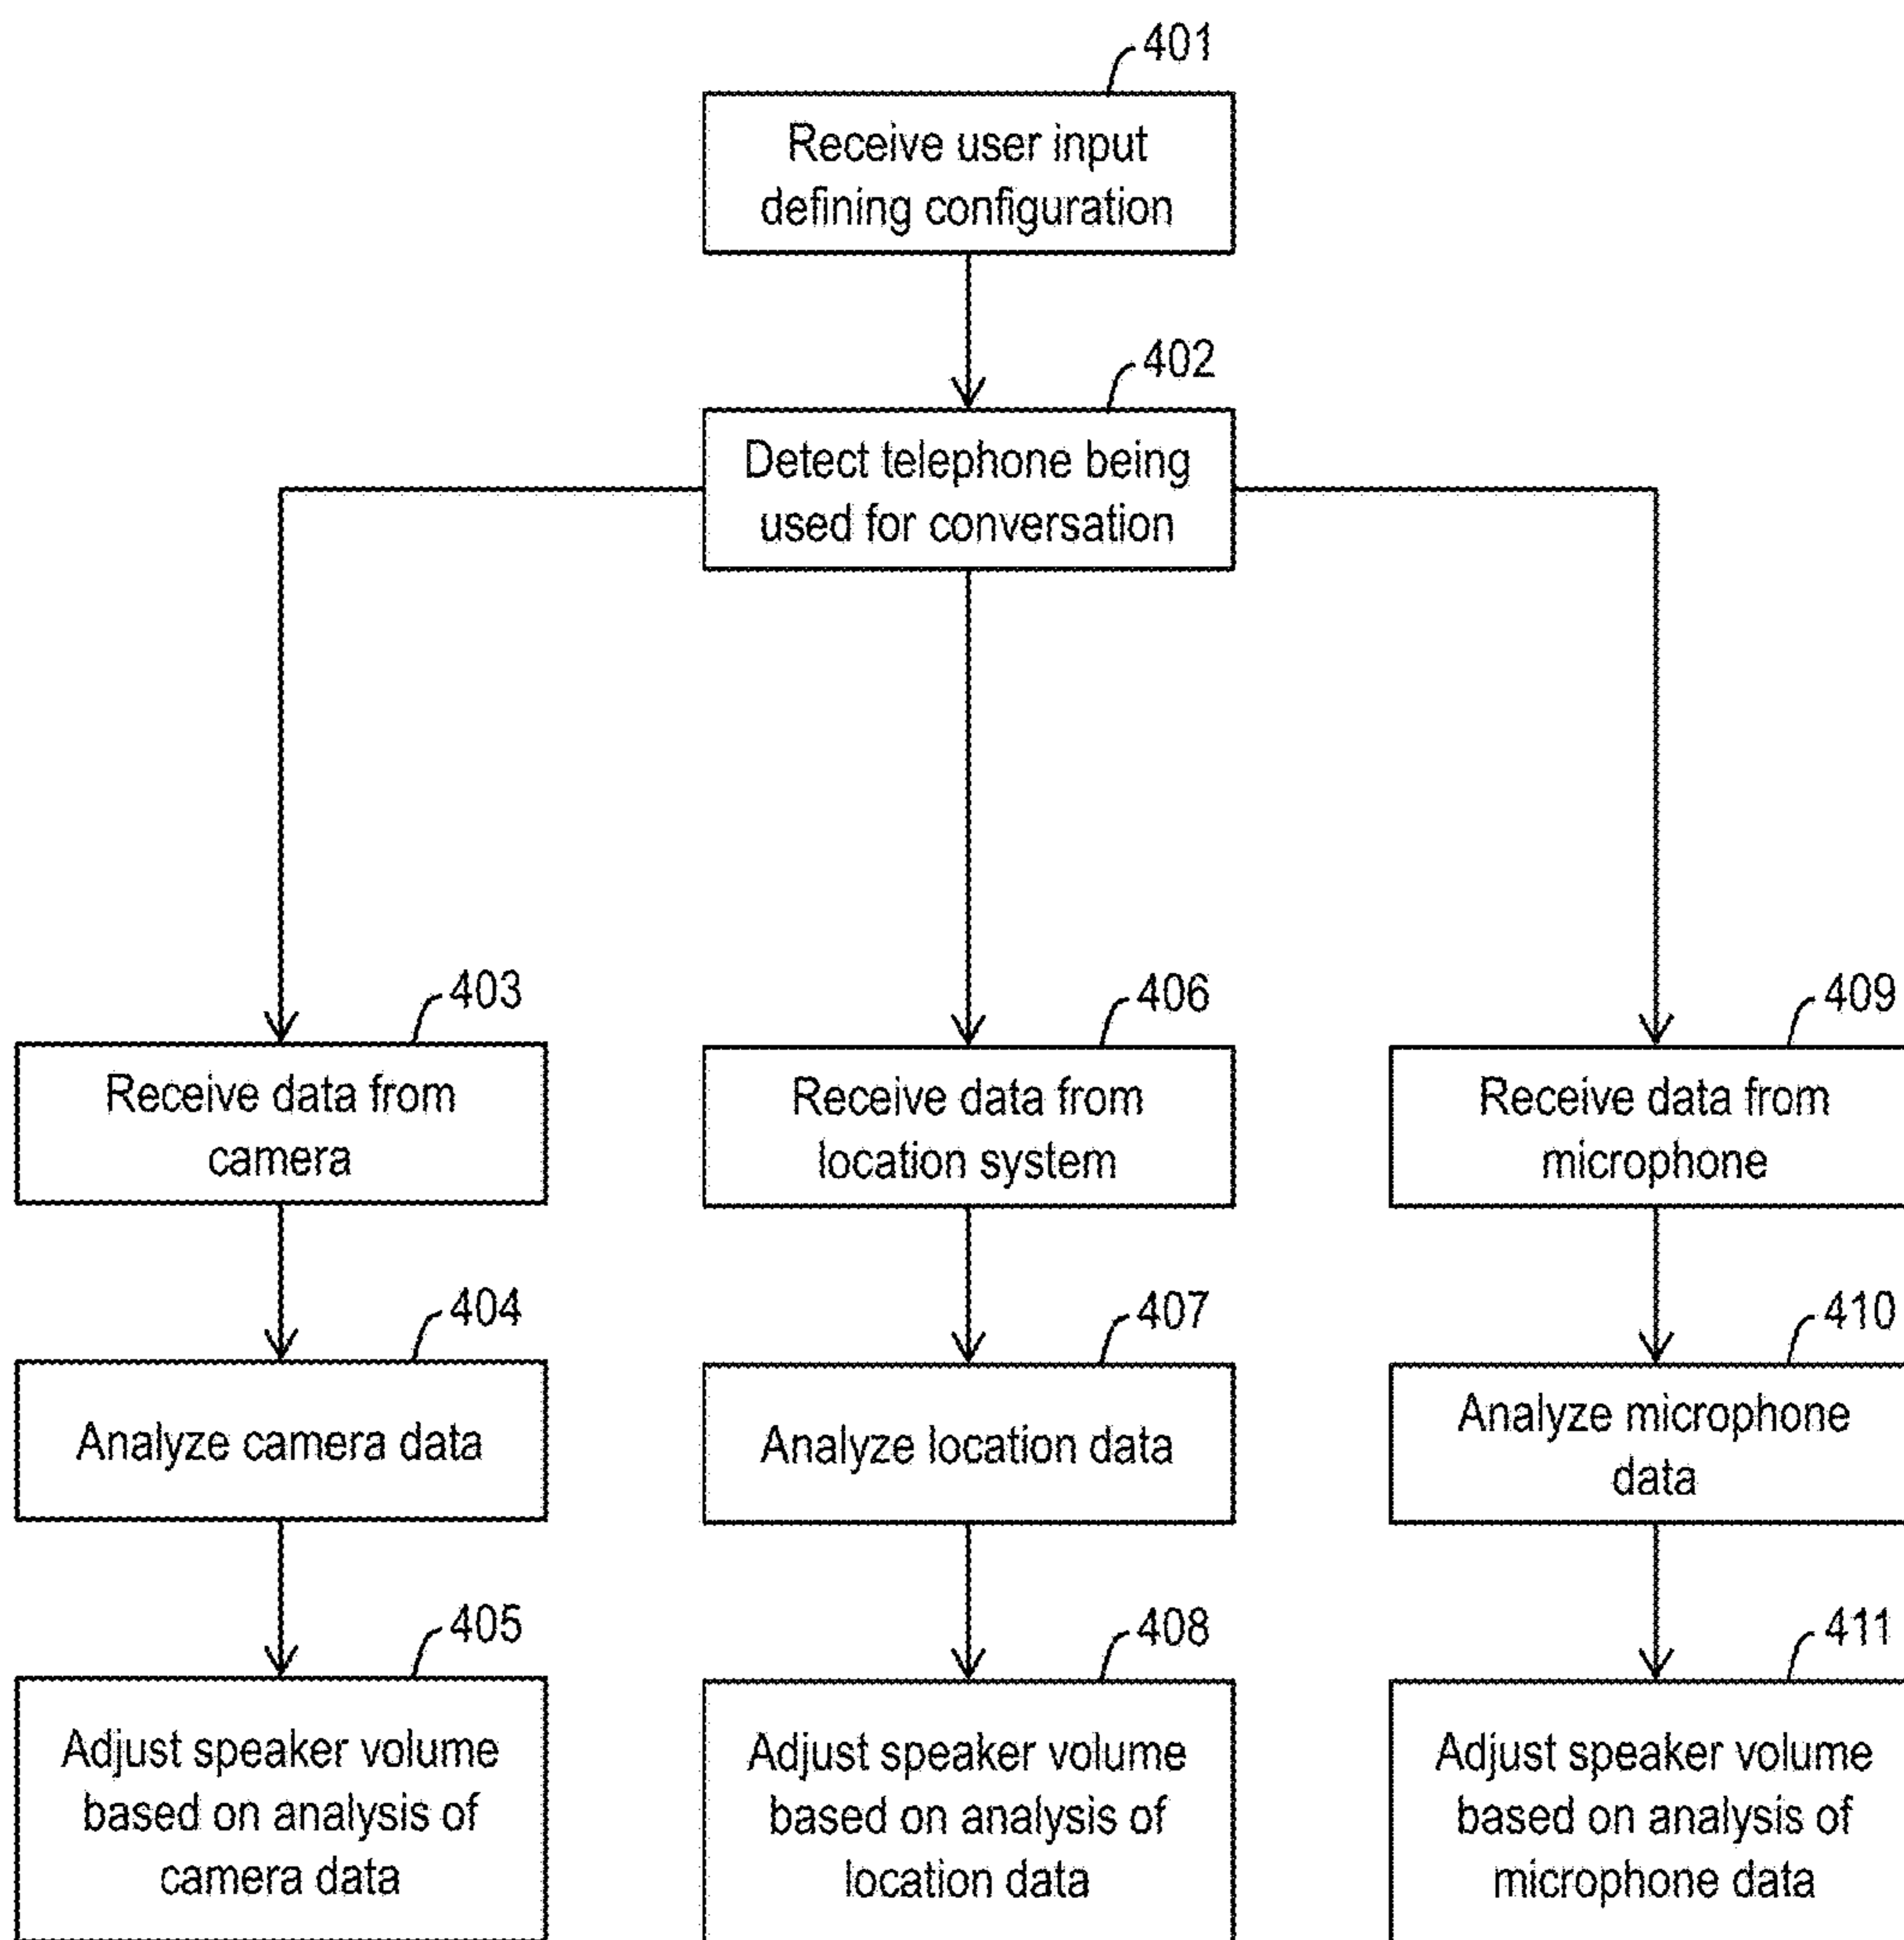 401
Receive user input
defining configuration
402
Detect telephone being
used for conversation
403
Receive data from
camera
406
Receive data from
location system
409
Receive data from
microphone
404
Analyze camera data
407
Analyze location data
410
Analyze microphone
data
405
Adjust speaker volume
based on analysis of
camera data
408
Adjust speaker volume
based on analysis of
location data
411
Adjust speaker volume
based on analysis of
microphone data